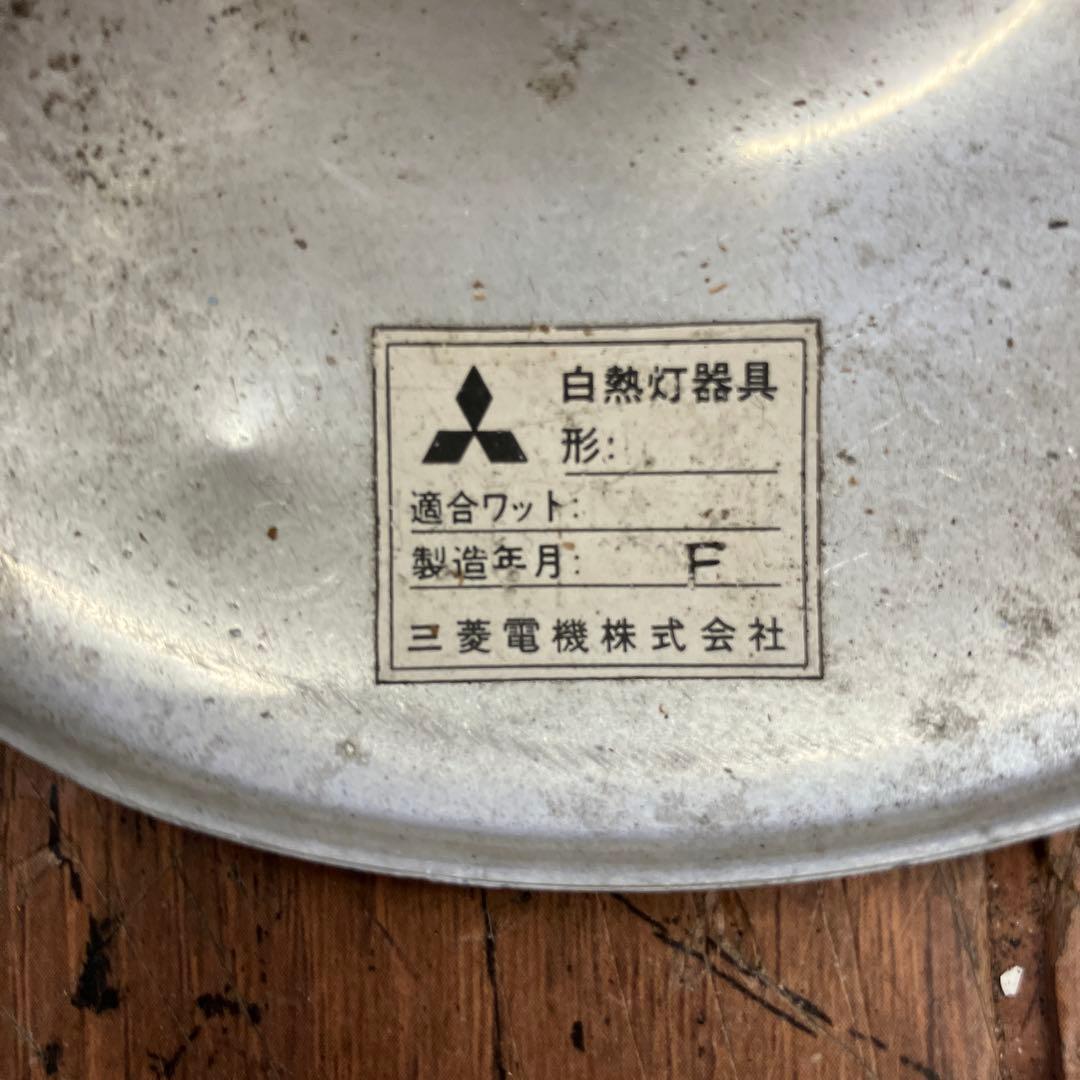 白熱灯器具
形:
適合ワット:
製造年月: F
三菱電機株式会社